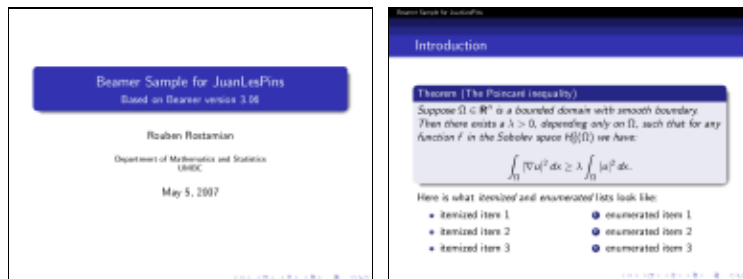 Beamer Sample for JuanLesPins
Based on Beamer version 3.06
Rouben Rostamian
Department of Mathematics and Statistics
UMBC
May 5, 2007
Beamer Sample for JuanLesPins
Introduction
Theorem (The Poincaré inequality)
Suppose Ω ∈ ℝⁿ is a bounded domain with smooth boundary.
Then there exists a λ > 0, depending only on Ω, such that for any
function f in the Sobolev space H¹₀(Ω) we have:
∫_Ω |∇u|² dx ≥ λ ∫_Ω |u|² dx.
Here is what itemized and enumerated lists look like:
itemized item 1
itemized item 2
itemized item 3
enumerated item 1
enumerated item 2
enumerated item 3